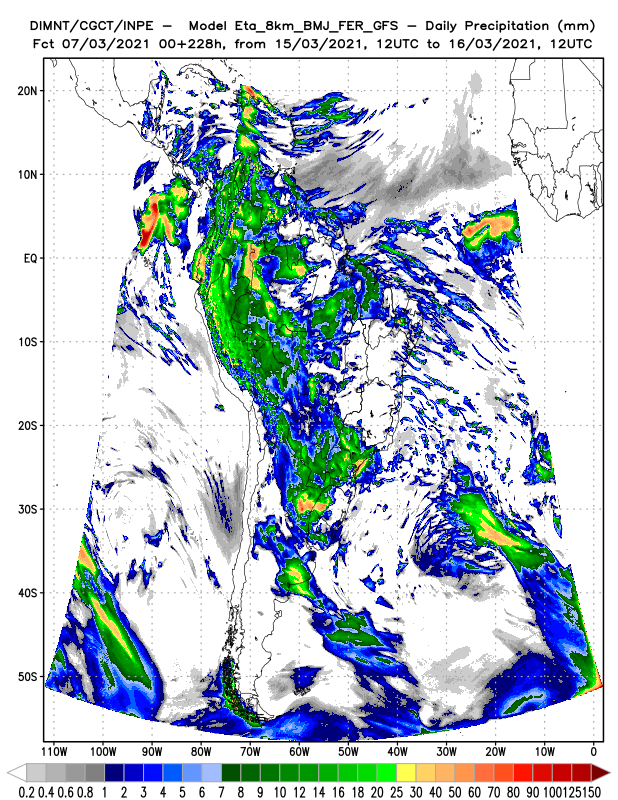 DIMNT/CGCT/INPE – Model Eta_8km_BMJ_FER_GFS – Daily Precipitation (mm)
Fct 07/03/2021 00+228h, from 15/03/2021, 12UTC to 16/03/2021, 12UTC
20N
10N
EQ
10S
20S
30S
40S
50S
110W 100W 90W 80W 70W 60W 50W 40W 30W 20W 10W 0
0.2 0.4 0.6 0.8 1 2 3 4 5 6 7 8 9 10 12 14 16 18 20 25 30 40 50 60 70 80 90 100 125 150